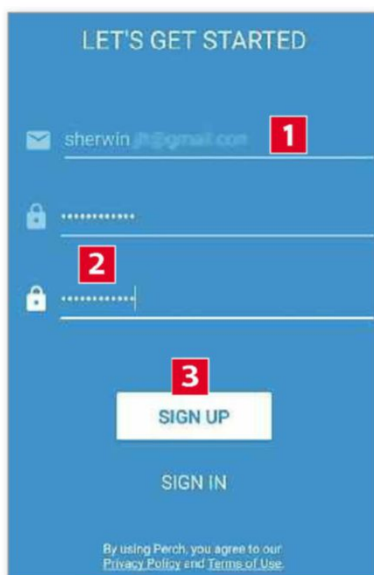 LET'S GET STARTED
sherwin
1
••••••••••••
2
••••••••••••
3
SIGN UP
SIGN IN
By using Perch, you agree to our
Privacy Policy and Terms of Use.